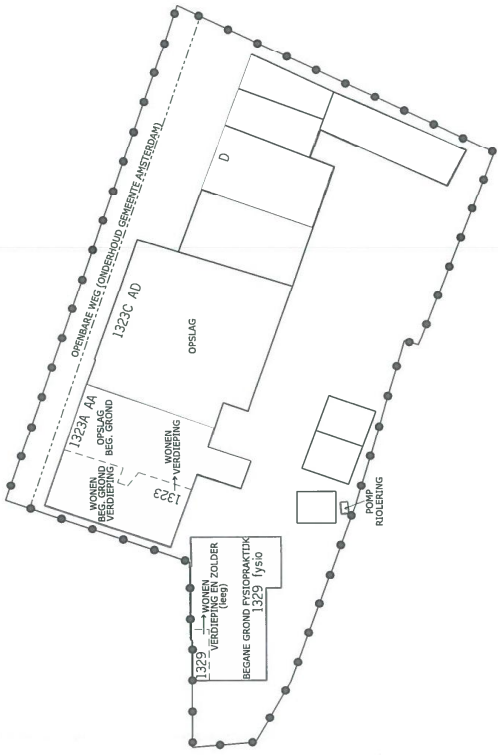 OPENBARE WEG (ONDERHOUD GEMEENTE AMSTERDAM)
D
1323C AD
OPSLAG
1323A AA
OPSLAG
BEG. GROND
WONEN
BEG.GROND/
VERDIEPING
WONEN
VERDIEPING
1323
POMP
RIOLERING
1329
WONEN
VERDIEPING EN ZOLDER
(leeg)
BEGANE GROND FYSIOPRAKTIJK
1329 fysio